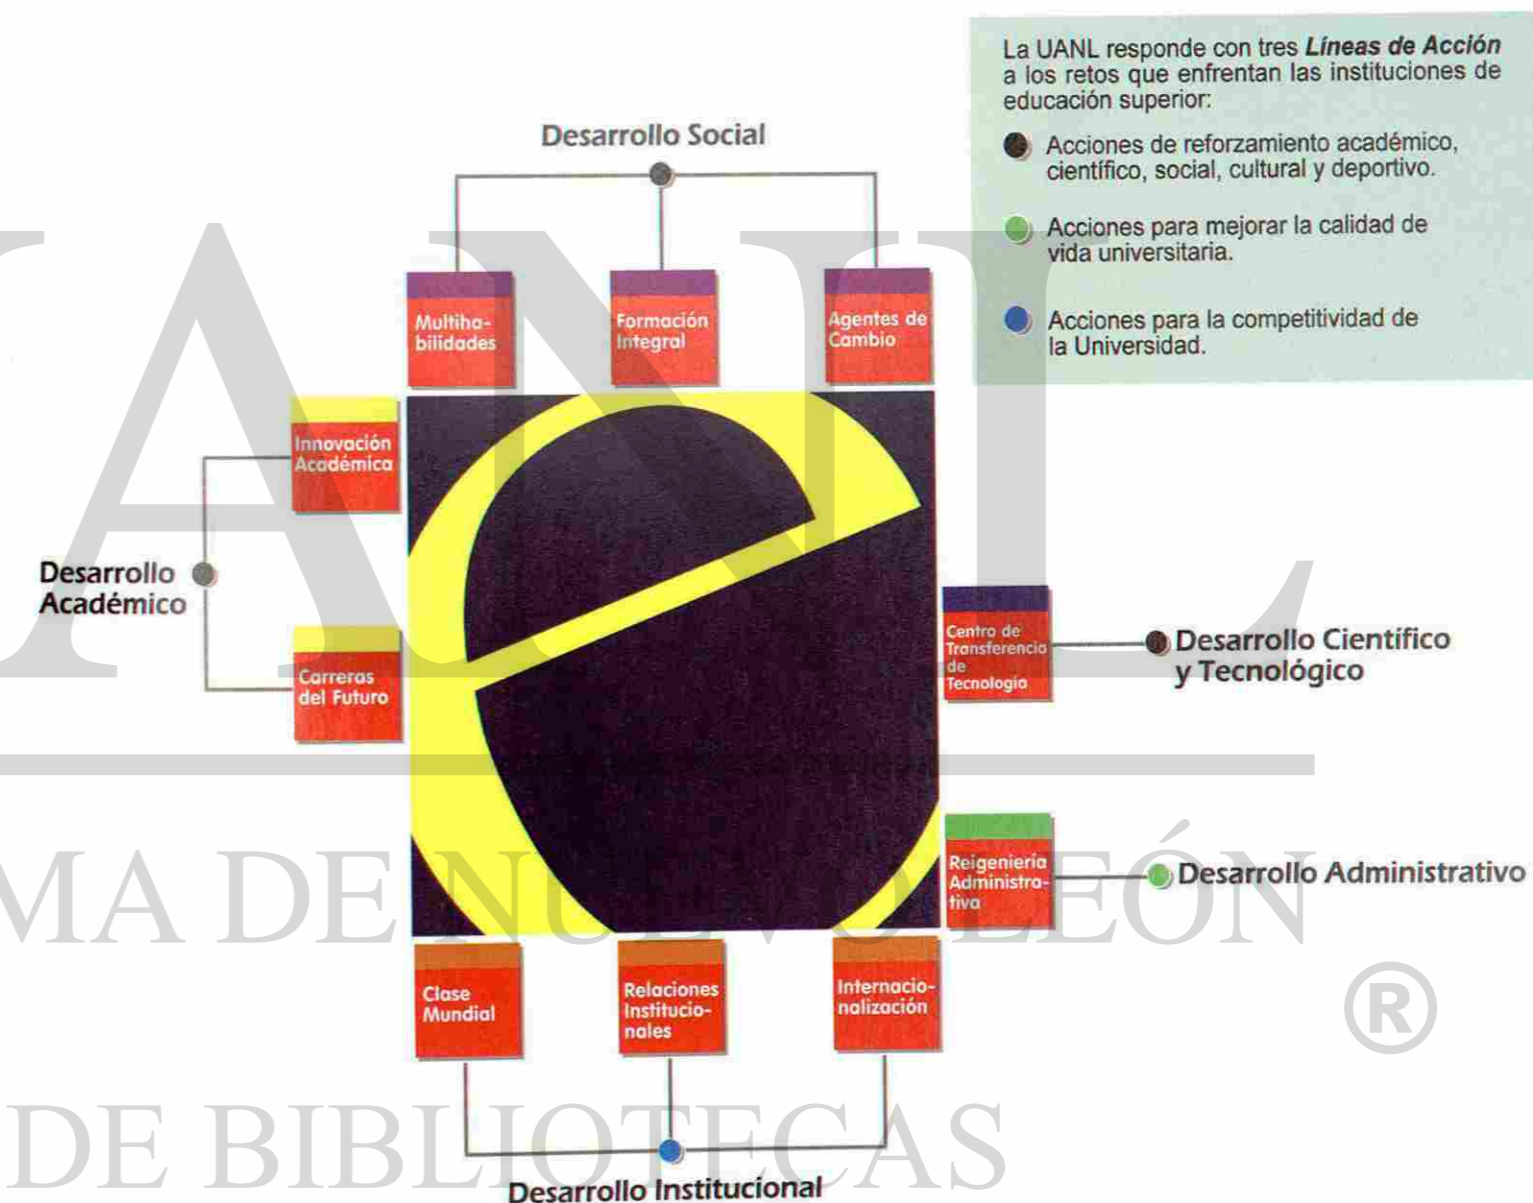 La UANL responde con tres Líneas de Acción
a los retos que enfrentan las instituciones de
educación superior:
Acciones de reforzamiento académico,
científico, social, cultural y deportivo.
Acciones para mejorar la calidad de
vida universitaria.
Acciones para la competitividad de
la Universidad.
Desarrollo Social
Multiha-
bilidades
Formación
Integral
Agentes de
Cambio
Innovación
Académica
Desarrollo
Académico
Carreras
del Futuro
e
Centro de
Transferencia
de
Tecnología
Desarrollo Científico
y Tecnológico
Reigeniería
Administra-
tiva
Desarrollo Administrativo
Clase
Mundial
Relaciones
Institucio-
nales
Internacio-
nalización
Desarrollo Institucional
ANL
MA DE NUEVO LEÓN
®
DE BIBLIOTECAS